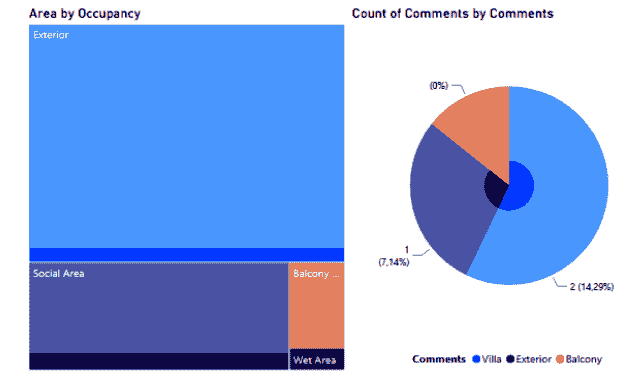 Area by Occupancy
Exterior
Social Area
Balcony ...
Wet Area
Count of Comments by Comments
(0%)
1
(7,14%)
2 (14,29%)
Comments Villa Exterior Balcony